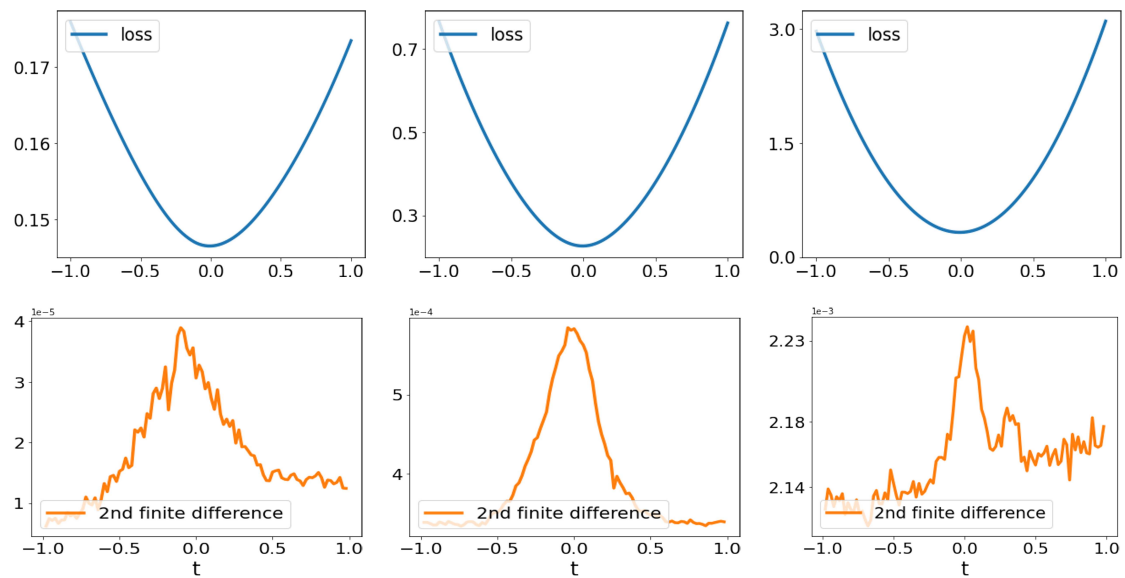 loss
0.17
0.16
0.15
−1.0 −0.5 0.0 0.5 1.0
loss
0.7
0.5
0.3
−1.0 −0.5 0.0 0.5 1.0
loss
3.0
1.5
0.0
−1.0 −0.5 0.0 0.5 1.0
1e−5
4
3
2
1
2nd finite difference
−1.0 −0.5 0.0 0.5 1.0
t
1e−4
5
4
2nd finite difference
−1.0 −0.5 0.0 0.5 1.0
t
1e−3
2.23
2.18
2.14
2nd finite difference
−1.0 −0.5 0.0 0.5 1.0
t